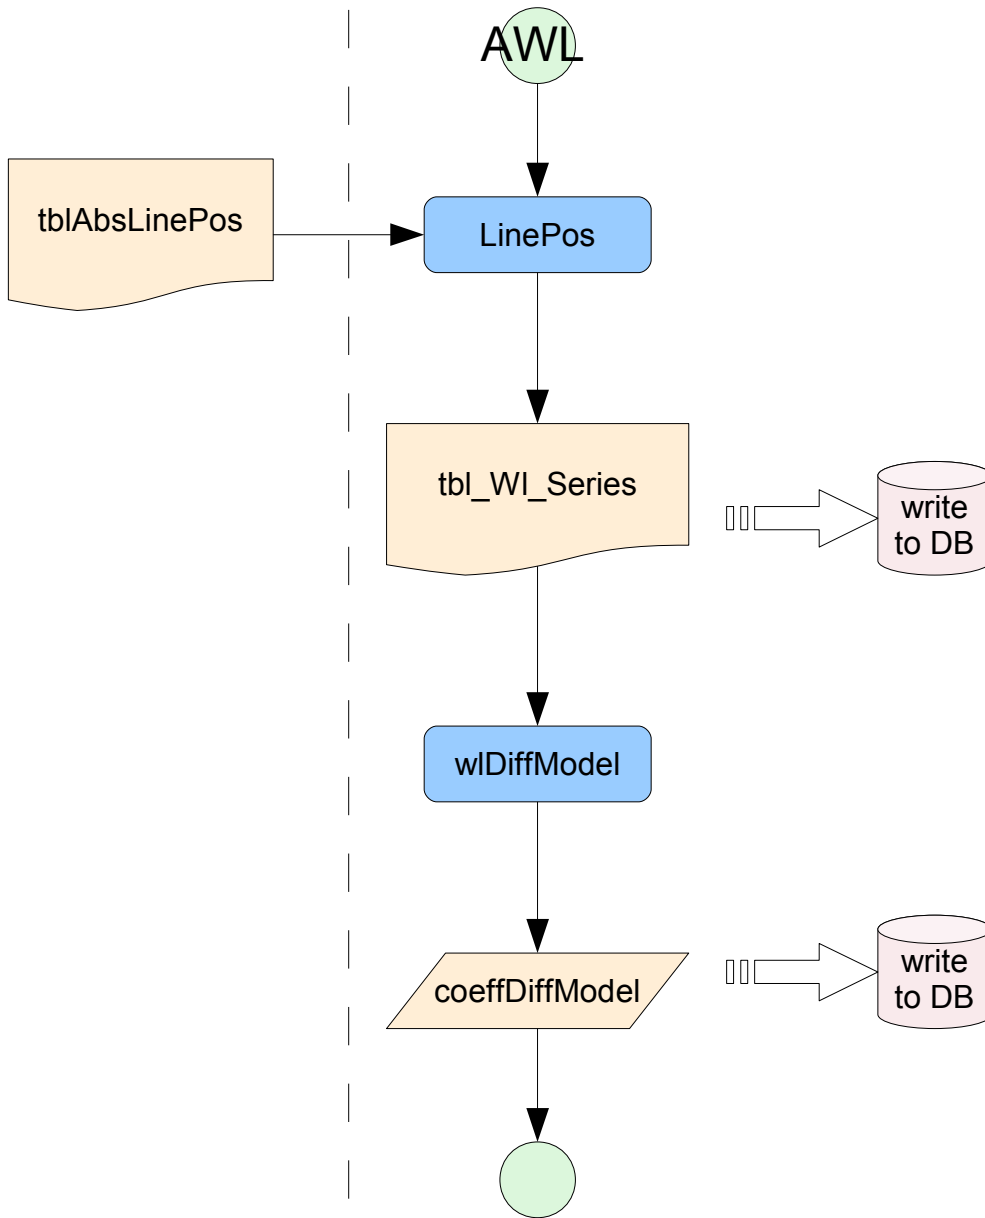 AWL
tblAbsLinePos
LinePos
tbl_Wl_Series
write
to DB
wlDiffModel
coeffDiffModel
write
to DB